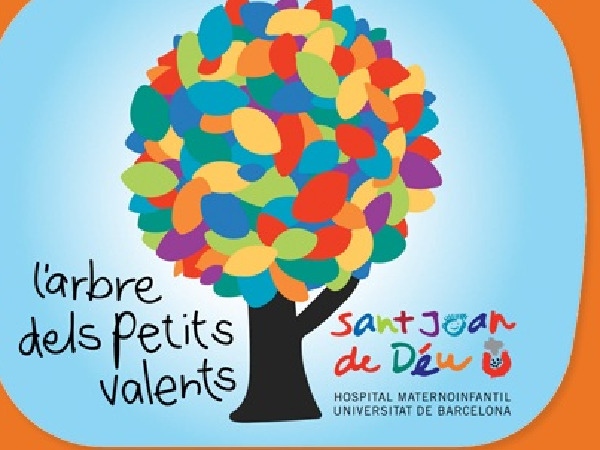 l'arbre
dels petits
valents
sant Joan
de Déu
HOSPITAL MATERNOINFANTIL
UNIVERSITAT DE BARCELONA